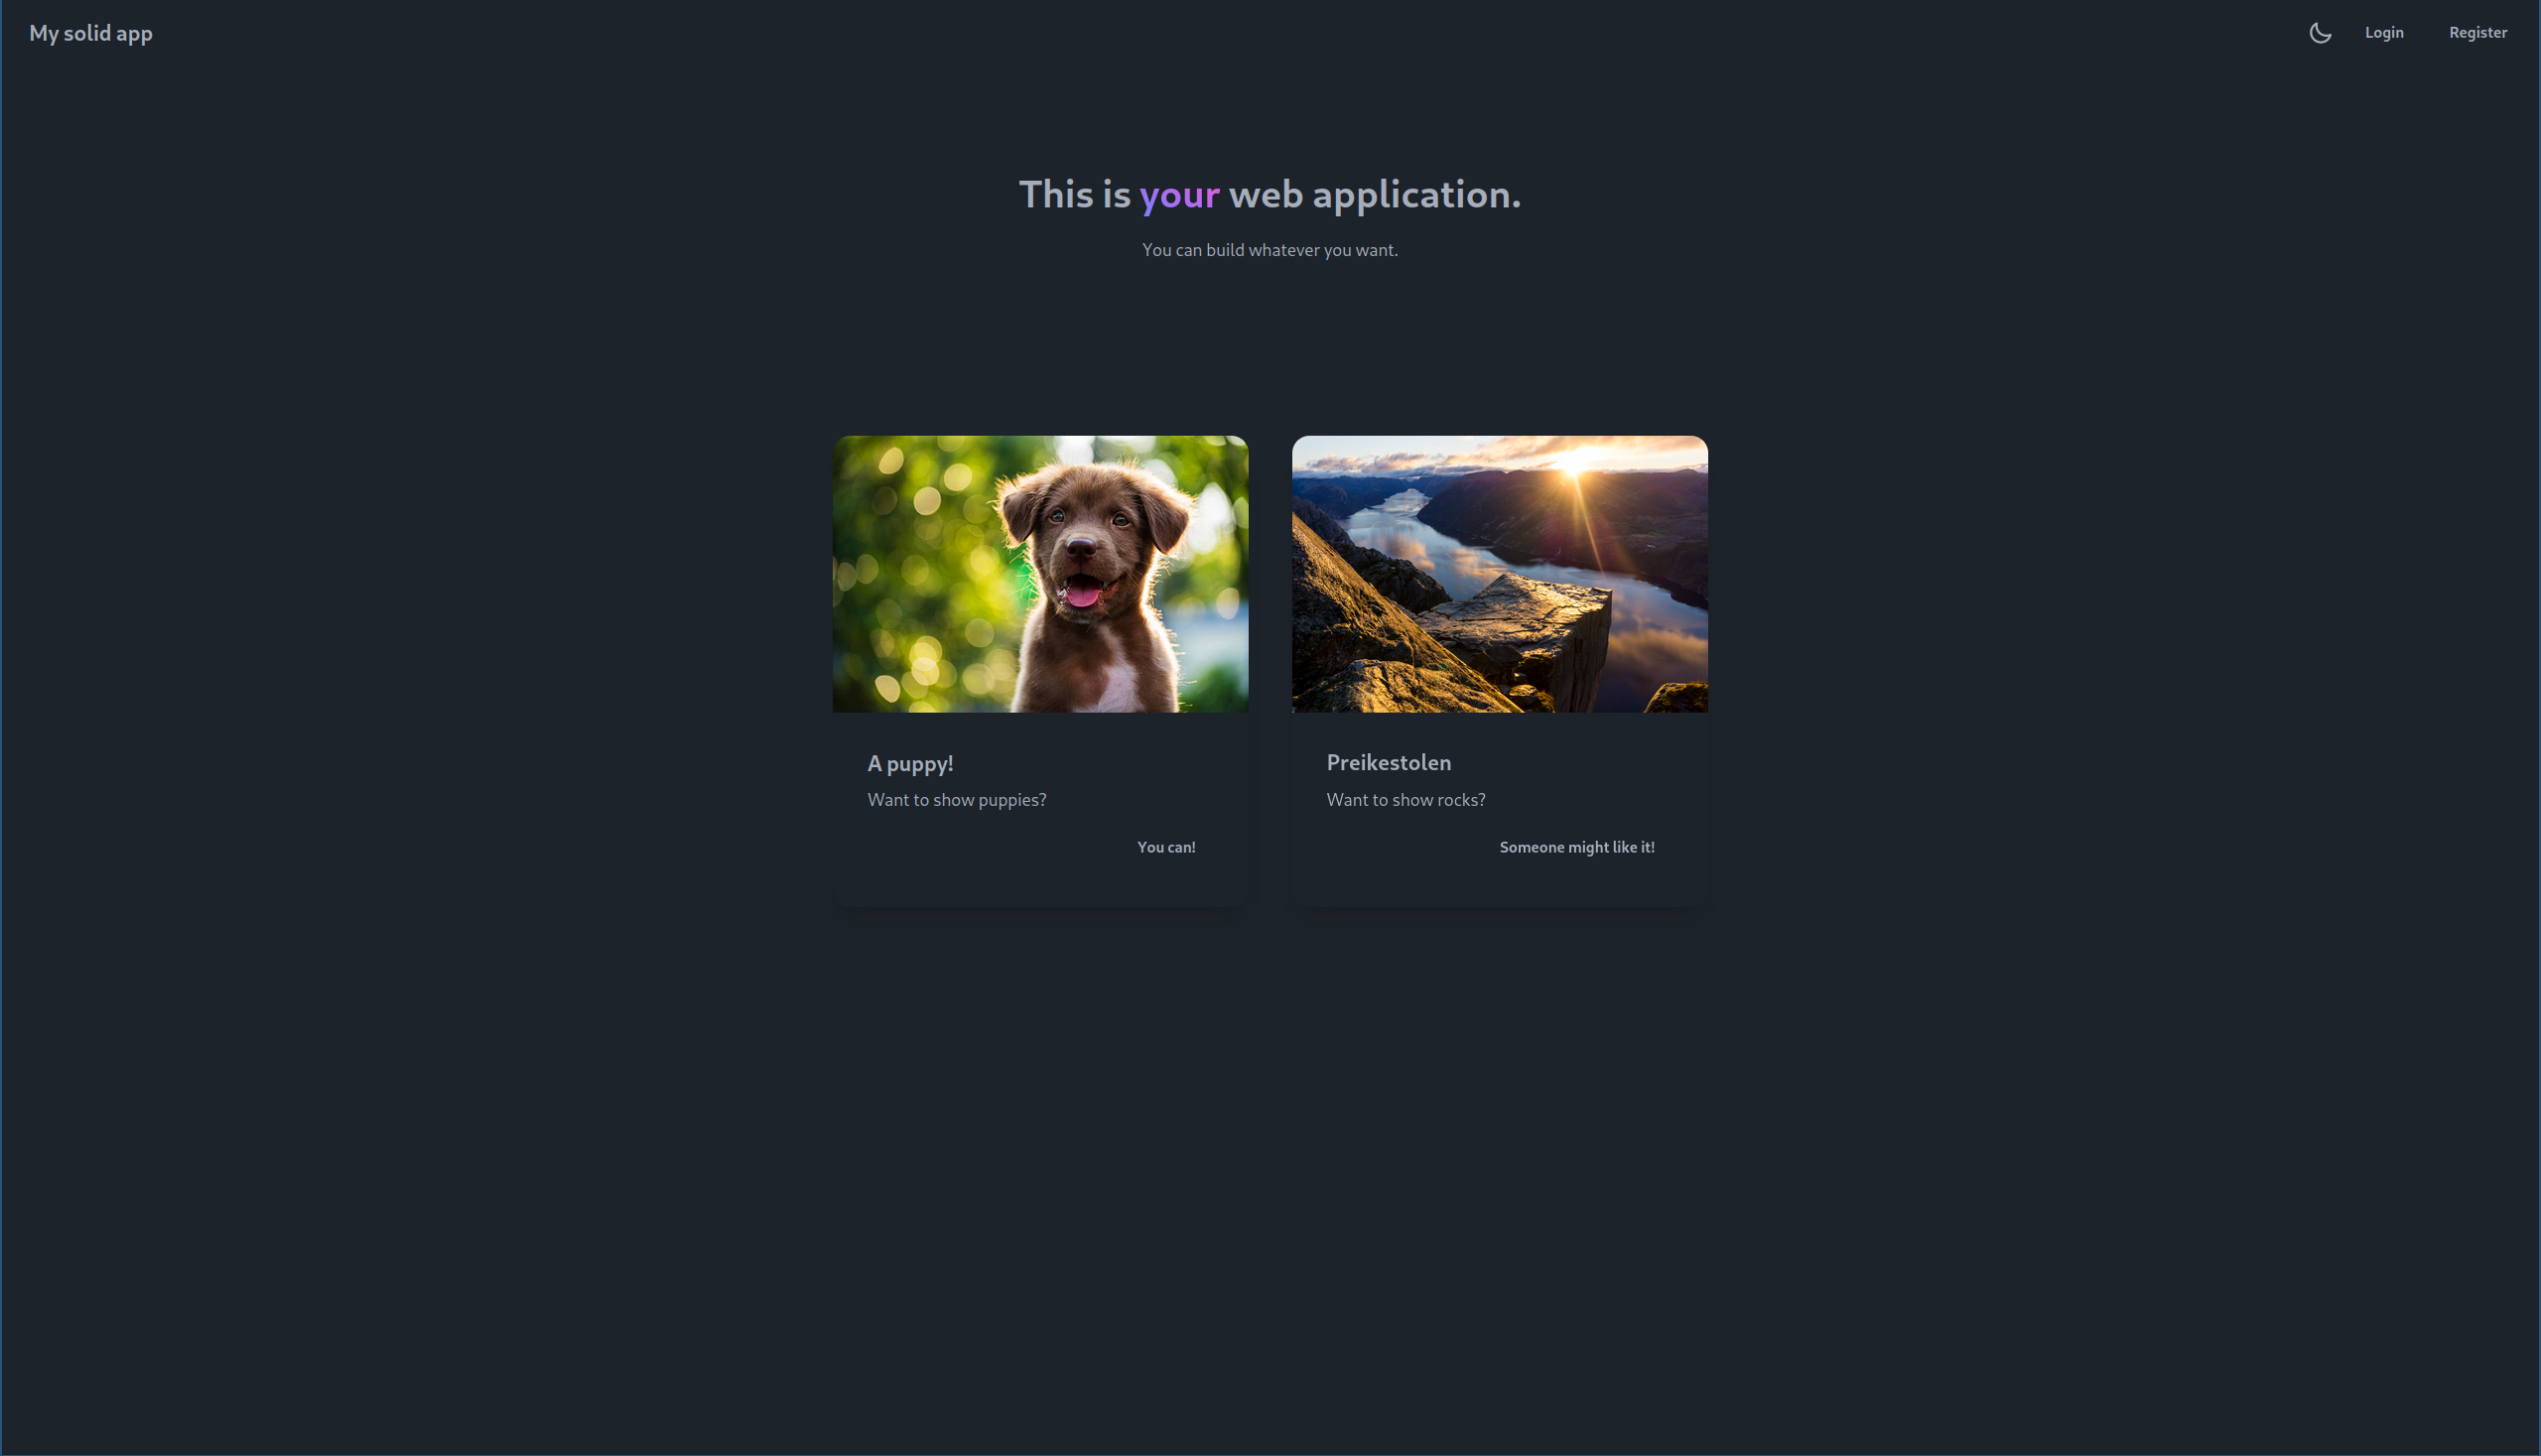 My solid app
Login
Register
This is your web application.
You can build whatever you want.
A puppy!
Want to show puppies?
You can!
Preikestolen
Want to show rocks?
Someone might like it!